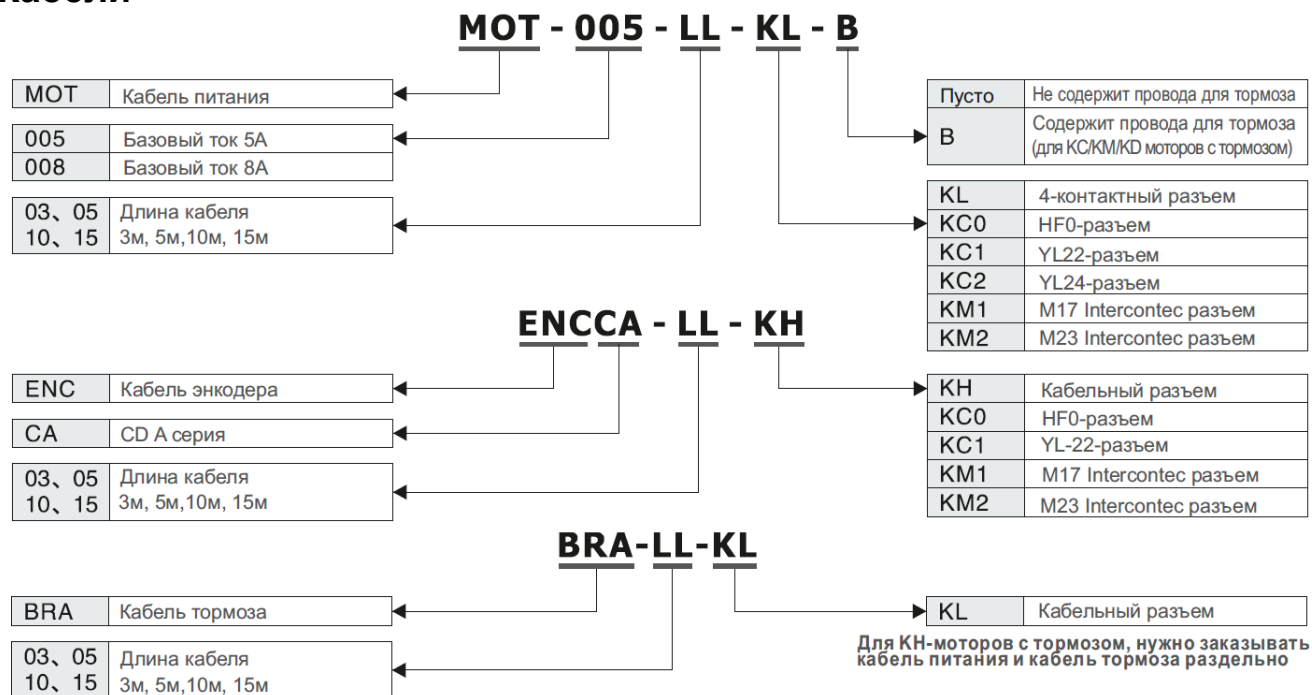 Кабеля
MOT - 005 - LL - KL - B
MOT Кабель питания
005 Базовый ток 5А
008 Базовый ток 8А
03、05 Длина кабеля
10、15 3м, 5м,10м, 15м
Пусто Не содержит провода для тормоза
B Содержит провода для тормоза
(для KC/KM/KD моторов с тормозом)
KL 4-контактный разъем
KC0 HF0-разъем
KC1 YL22-разъем
KC2 YL24-разъем
KM1 M17 Intercontec разъем
KM2 M23 Intercontec разъем
ENCCA - LL - KH
ENC Кабель энкодера
CA CD A серия
03、05 Длина кабеля
10、15 3м, 5м,10м, 15м
KH Кабельный разъем
KC0 HF0-разъем
KC1 YL-22-разъем
KM1 M17 Intercontec разъем
KM2 M23 Intercontec разъем
BRA-LL-KL
BRA Кабель тормоза
03、05 Длина кабеля
10、15 3м, 5м,10м, 15м
KL Кабельный разъем
Для KH-моторов с тормозом, нужно заказывать
кабель питания и кабель тормоза раздельно